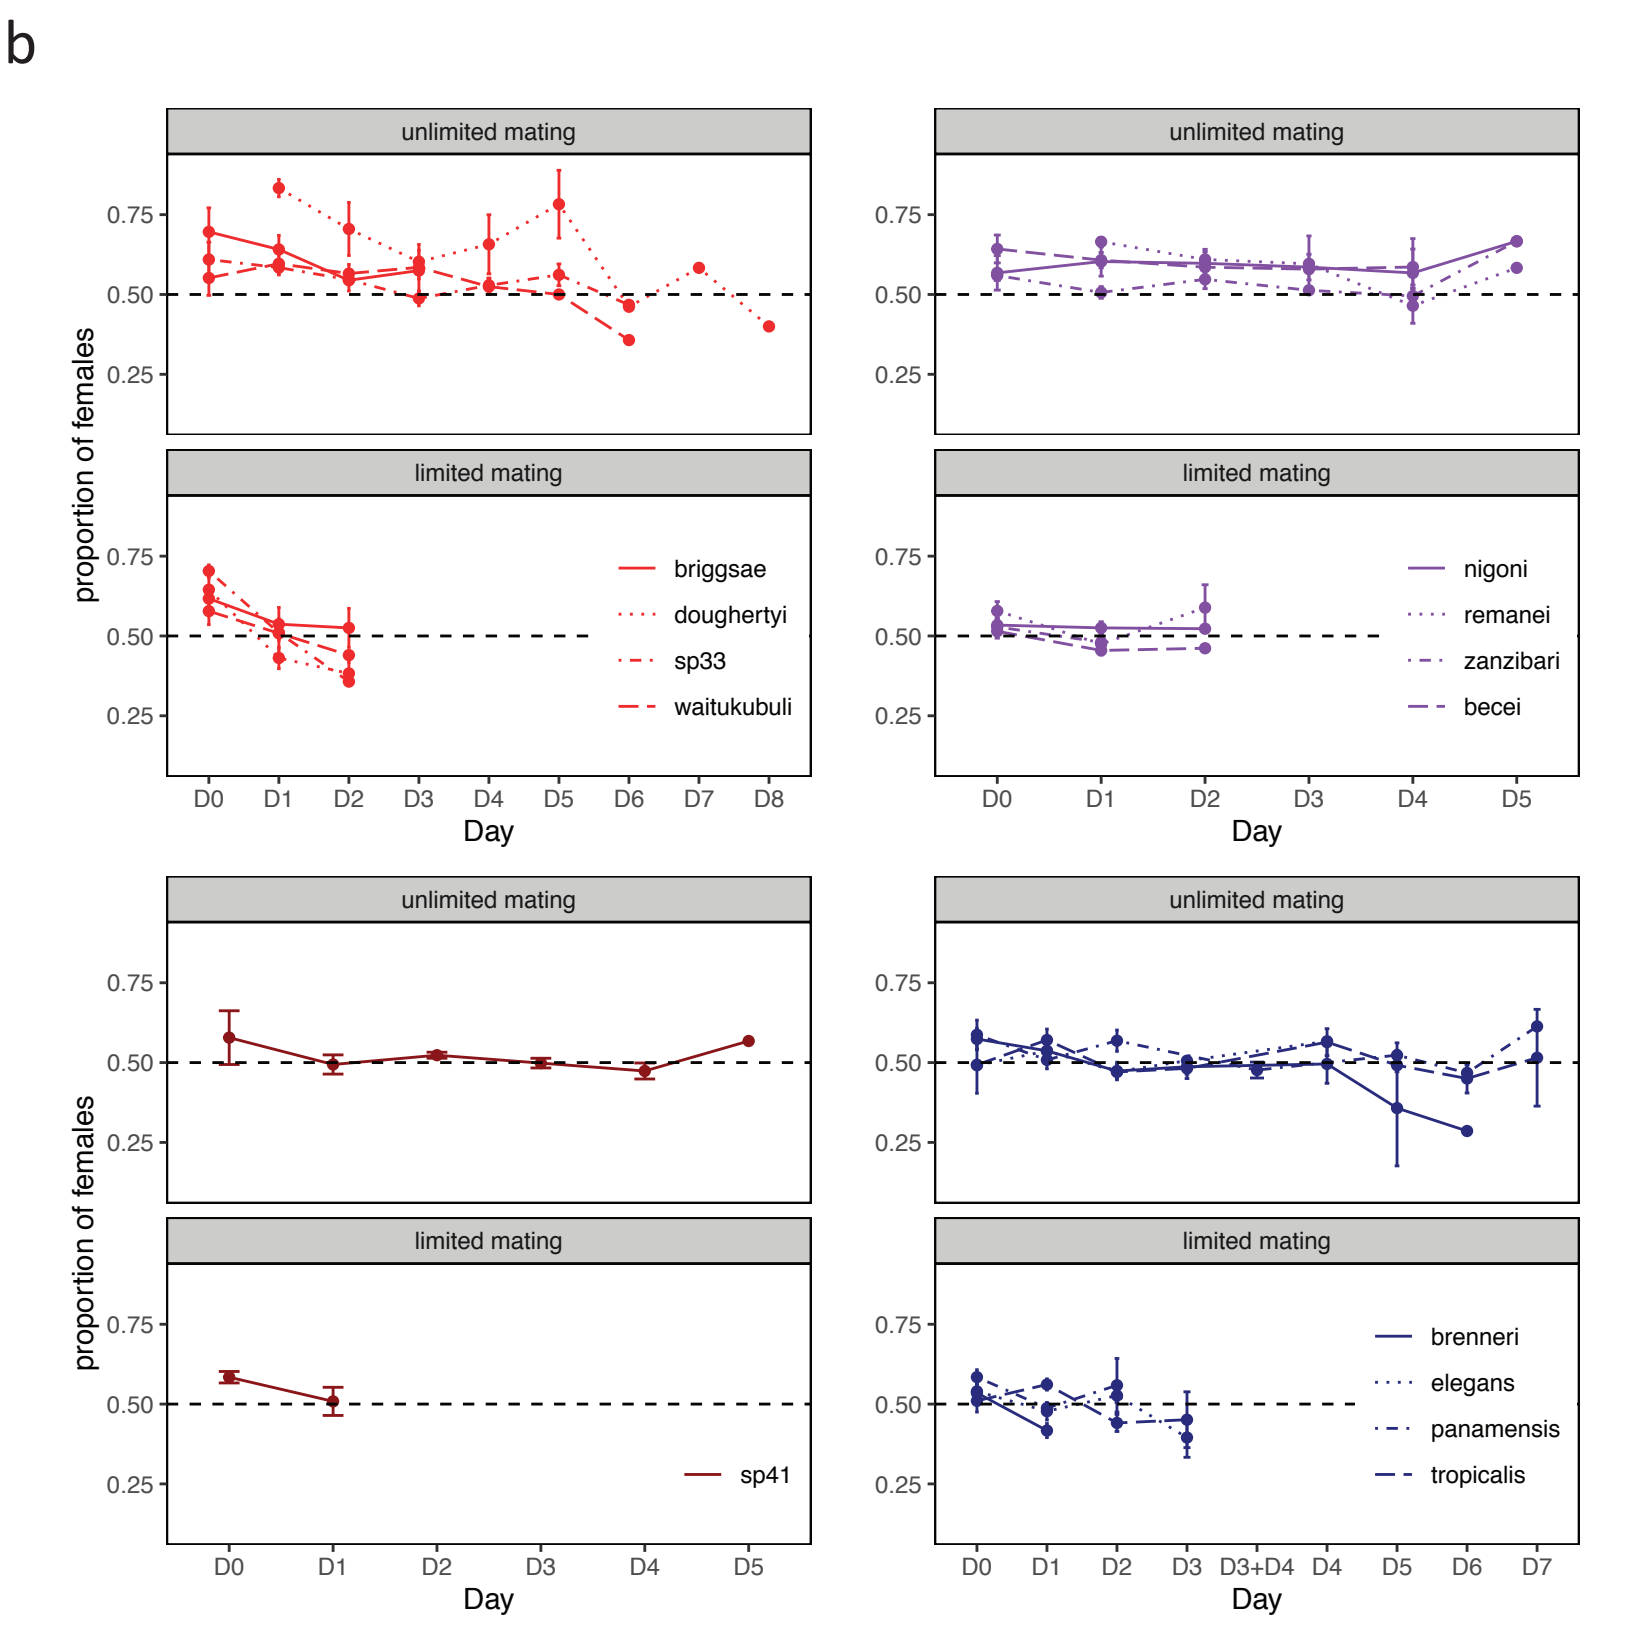 b
unlimited mating
proportion of females
0.75
0.50
0.25
limited mating
0.75
0.50
0.25
briggsae
doughertyi
sp33
waitukubuli
D0 D1 D2 D3 D4 D5 D6 D7 D8
Day
unlimited mating
0.75
0.50
0.25
limited mating
0.75
0.50
0.25
nigoni
remanei
zanzibari
becei
D0 D1 D2 D3 D4 D5
Day
unlimited mating
proportion of females
0.75
0.50
0.25
limited mating
0.75
0.50
0.25
sp41
D0 D1 D2 D3 D4 D5
Day
unlimited mating
0.75
0.50
0.25
limited mating
0.75
0.50
0.25
brenneri
elegans
panamensis
tropicalis
D0 D1 D2 D3 D3+D4 D4 D5 D6 D7
Day